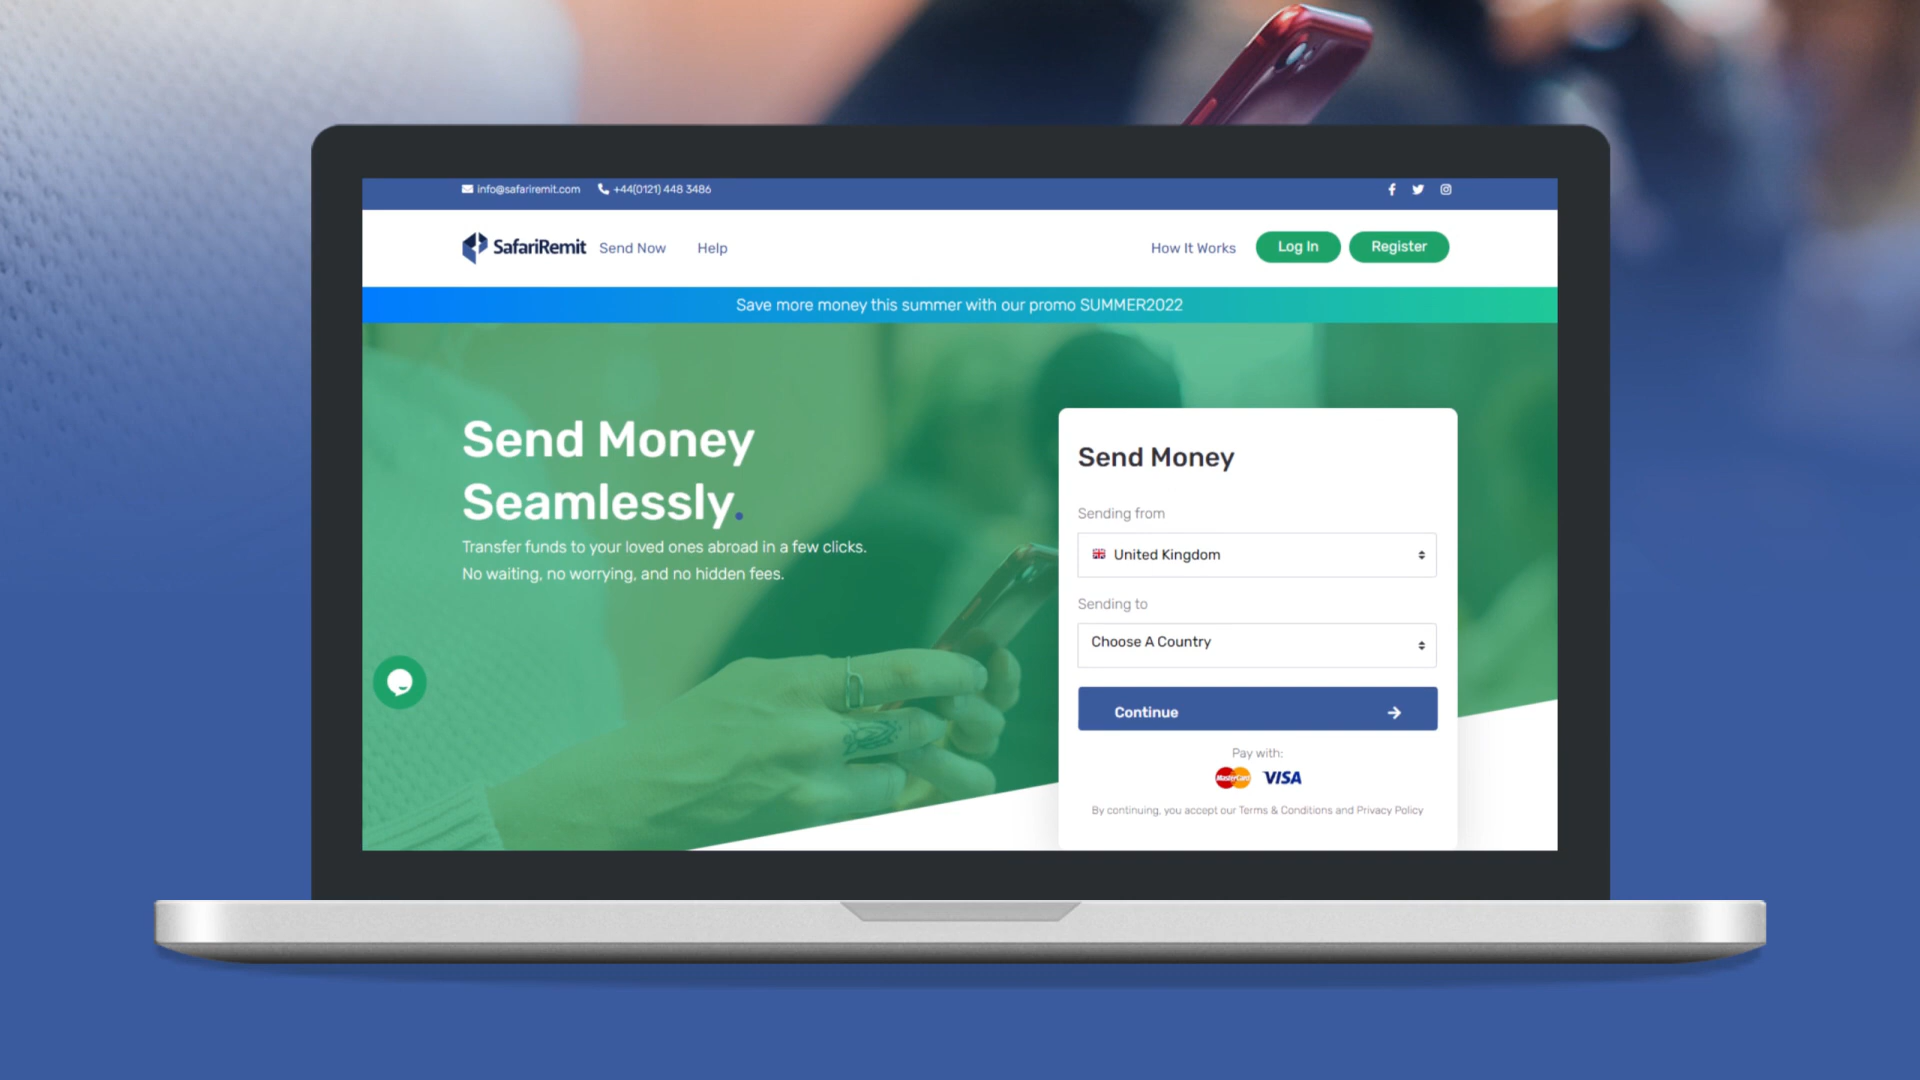 info@safariremit.com +44(0121) 448 3486
SafariRemit Send Now Help How It Works Log In Register
Save more money this summer with our promo SUMMER2022
Send Money
Seamlessly.
Transfer funds to your loved ones abroad in a few clicks.
No waiting, no worrying, and no hidden fees.
Send Money
Sending from
United Kingdom
Sending to
Choose A Country
Continue
Pay with:
MasterCard VISA
By continuing, you accept our Terms & Conditions and Privacy Policy